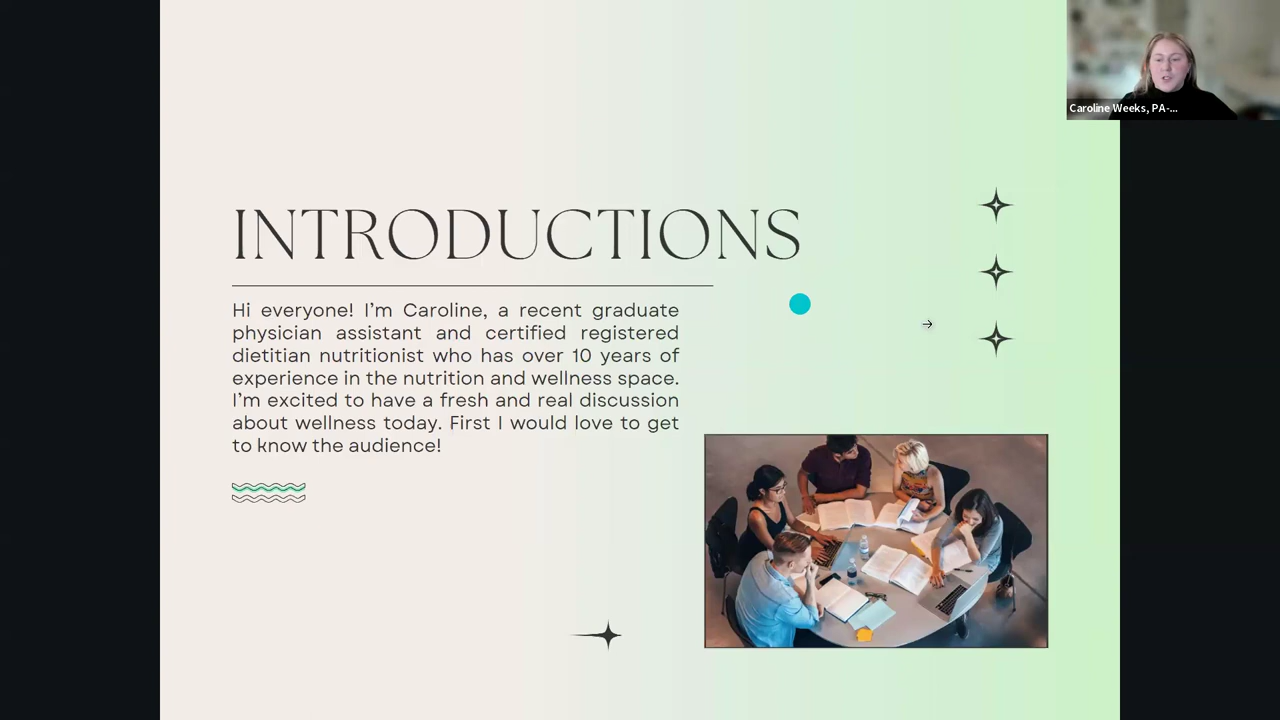 Caroline Weeks, PA-...
INTRODUCTIONS
Hi everyone! I'm Caroline, a recent graduate
physician assistant and certified registered
dietitian nutritionist who has over 10 years of
experience in the nutrition and wellness space.
I'm excited to have a fresh and real discussion
about wellness today. First I would love to get
to know the audience!